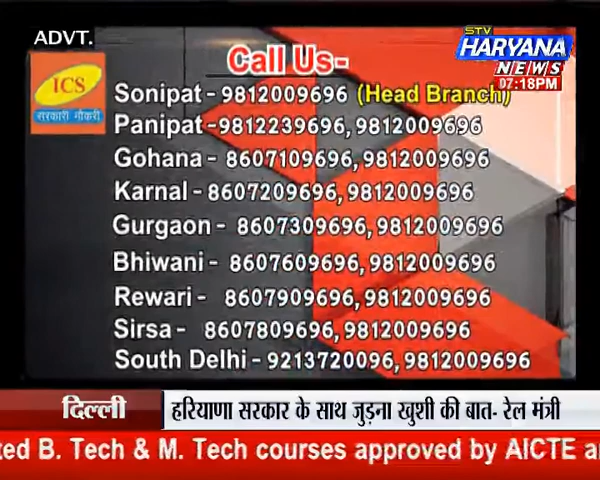 ADVT.
STV
HARYANA
NEWS
07:18PM
Call Us-
ICS
सरकारी नौकरी
Sonipat - 9812009696 (Head Branch)
Panipat-9812239696, 9812009696
Gohana - 8607109696, 9812009696
Karnal - 8607209696, 9812009696
Gurgaon - 8607309696, 9812009696
Bhiwani - 8607609696, 9812009696
Rewari - 8607909696, 9812009696
Sirsa - 8607809696, 9812009696
South Delhi - 9213720096, 9812009696
दिल्ली
हरियाणा सरकार के साथ जुड़ना खुशी की बात- रेल मंत्री
ted B. Tech & M. Tech courses approved by AICTE a